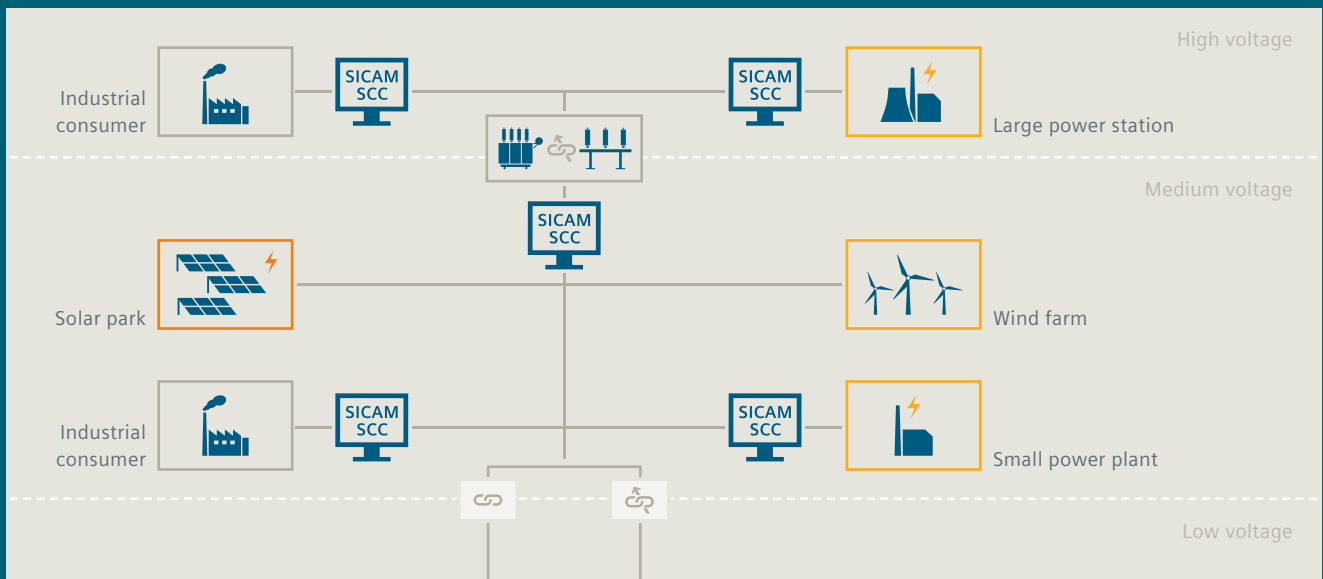 High voltage
Industrial
consumer
SICAM
SCC
SICAM
SCC
Large power station
Medium voltage
SICAM
SCC
Solar park
Wind farm
Industrial
consumer
SICAM
SCC
SICAM
SCC
Small power plant
Low voltage